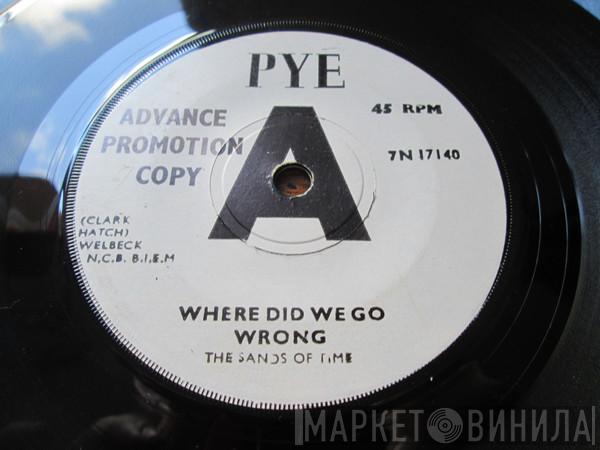 PYE
ADVANCE
PROMOTION
COPY
A
45 RPM
7N 17140
(CLARK
HATCH)
WELBECK
N.C.B. B.I.E.M
WHERE DID WE GO
WRONG
THE SANDS OF TIME
МАРКЕТ ВИНИЛА